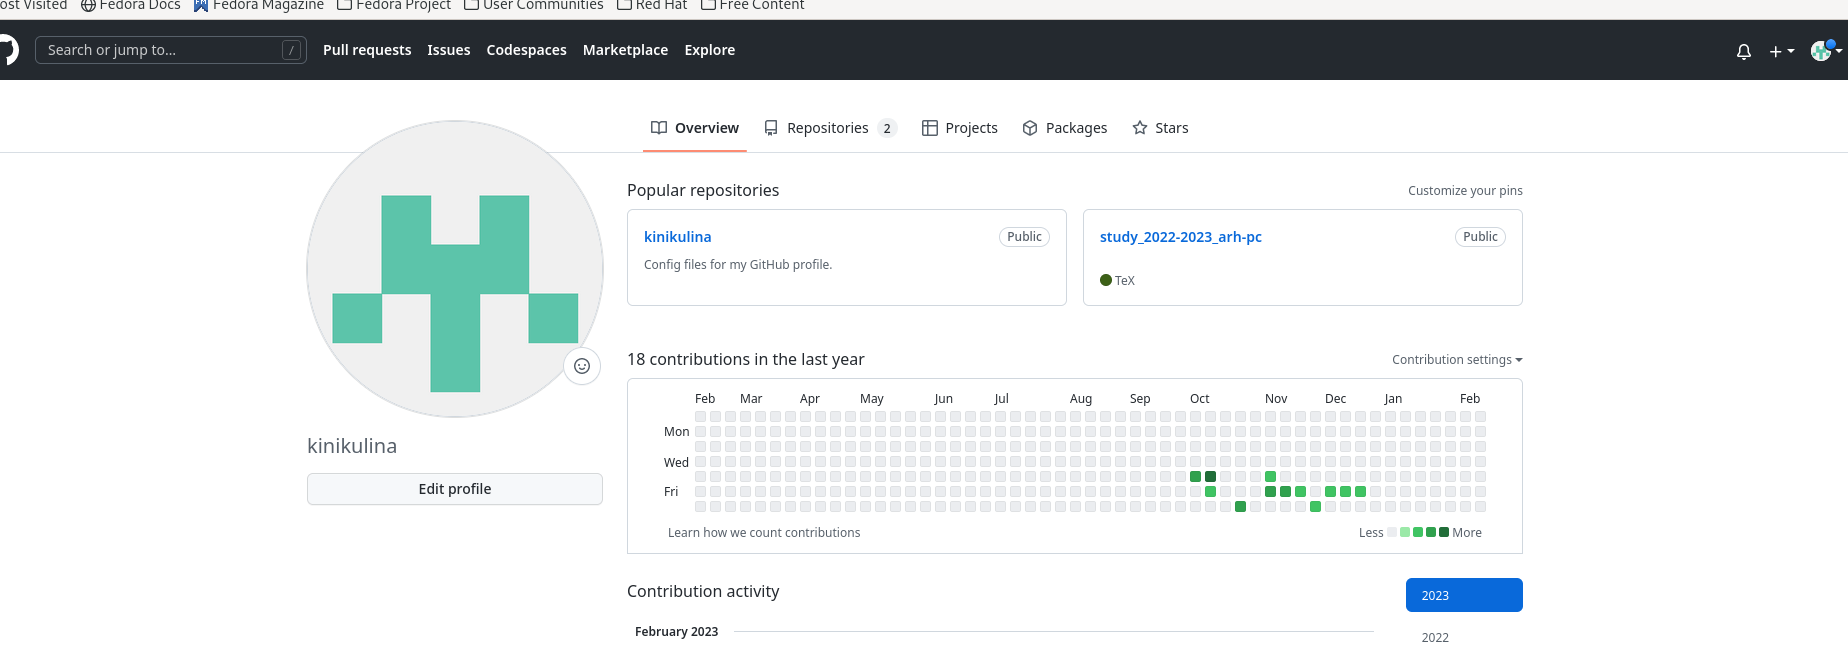 ost Visited Fedora Docs Fedora Magazine Fedora Project User Communities Red Hat Free Content
Search or jump to... / Pull requests Issues Codespaces Marketplace Explore
Overview Repositories 2 Projects Packages Stars
Popular repositories Customize your pins
kinikulina Public
Config files for my GitHub profile.
study_2022-2023_arh-pc Public
TeX
18 contributions in the last year Contribution settings
Feb Mar Apr May Jun Jul Aug Sep Oct Nov Dec Jan Feb
Mon
Wed
Fri
Learn how we count contributions Less More
kinikulina
Edit profile
Contribution activity
2023
February 2023
2022